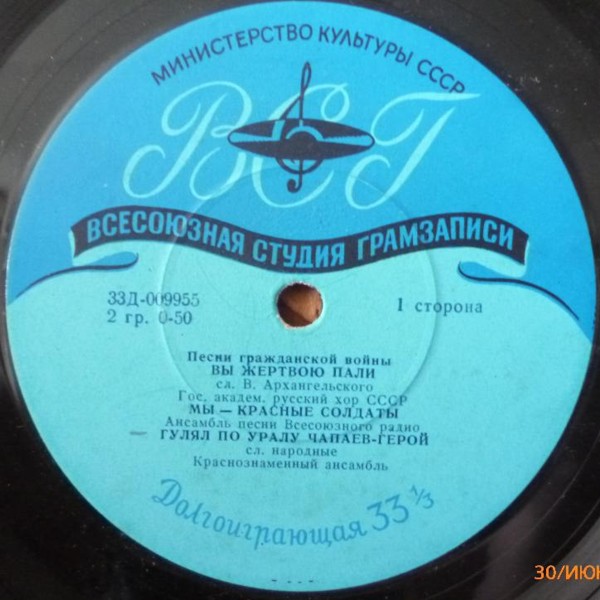 МИНИСТЕРСТВО КУЛЬТУРЫ СССР
ВСГ
ВСЕСОЮЗНАЯ СТУДИЯ ГРАМЗАПИСИ
33Д-009955
2 гр. 0-50
1 сторона
Песни гражданской войны
ВЫ ЖЕРТВОЮ ПАЛИ
сл. В. Архангельского
Гос. академ. русский хор СССР
МЫ — КРАСНЫЕ СОЛДАТЫ
Ансамбль песни Всесоюзного радио
ГУЛЯЛ ПО УРАЛУ ЧАПАЕВ-ГЕРОЙ
сл. народные
Краснознаменный ансамбль
Долгоиграющая 33 1/3
30/ИЮН